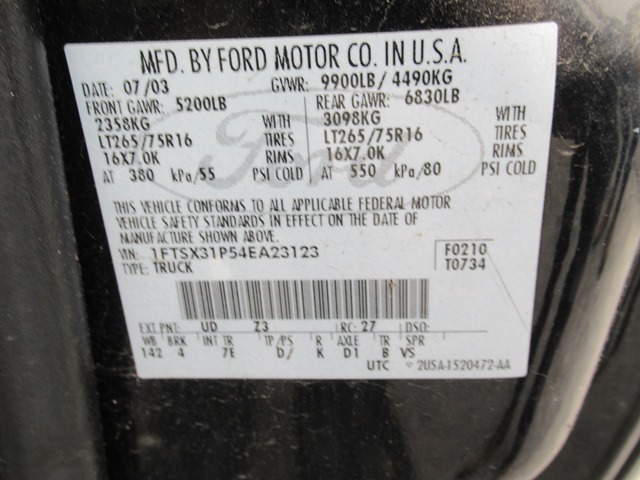 MFD. BY FORD MOTOR CO. IN U.S.A.
DATE: 07/03 GVWR: 9900LB/ 4490KG
FRONT GAWR: 5200LB REAR GAWR: 6830LB
2358KG WITH 3098KG WITH
LT265/75R16 TIRES LT265/75R16 TIRES
16X7.0K RIMS 16X7.0K RIMS
AT 380 kPa/55 PSI COLD AT 550 kPa/80 PSI COLD
Ford
THIS VEHICLE CONFORMS TO ALL APPLICABLE FEDERAL MOTOR
VEHICLE SAFETY STANDARDS IN EFFECT ON THE DATE OF
MANUFACTURE SHOWN ABOVE.
VIN: 1FTSX31P54EA23123 F0210
TYPE: TRUCK T0734
EXT PNT: UD Z3 RC: 27 DSO:
WB BRK INT TR TP/PS R AXLE TR SPR
142 4 7E D/ K D1 B VS
UTC 2U5A-1520472-AA